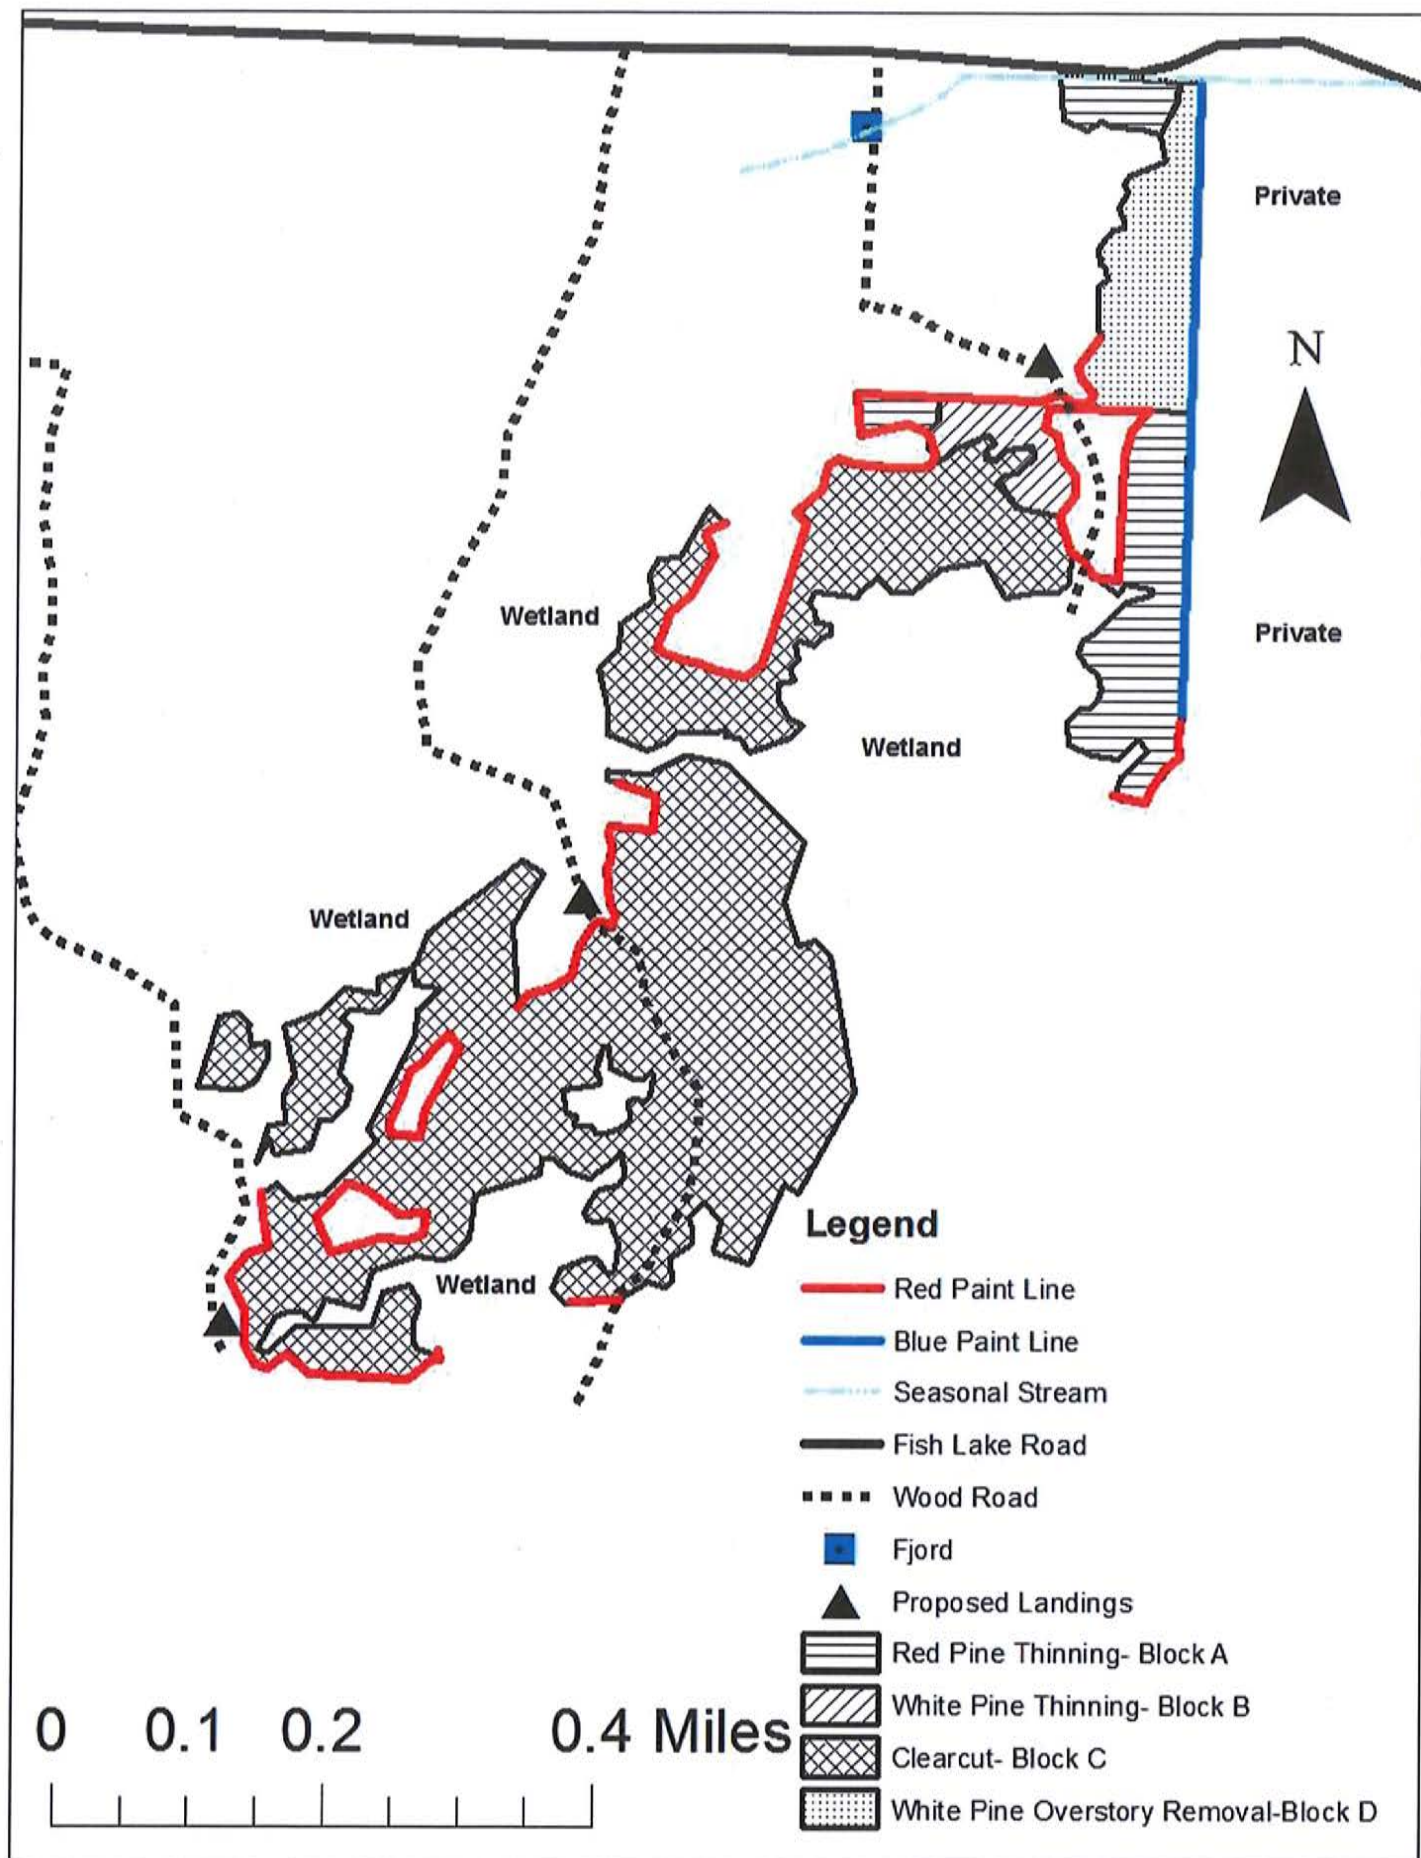 Private
N
Wetland
Private
Wetland
Wetland
Wetland
Legend
Red Paint Line
Blue Paint Line
Seasonal Stream
Fish Lake Road
Wood Road
Fjord
Proposed Landings
Red Pine Thinning- Block A
White Pine Thinning- Block B
Clearcut- Block C
White Pine Overstory Removal-Block D
0 0.1 0.2 0.4 Miles